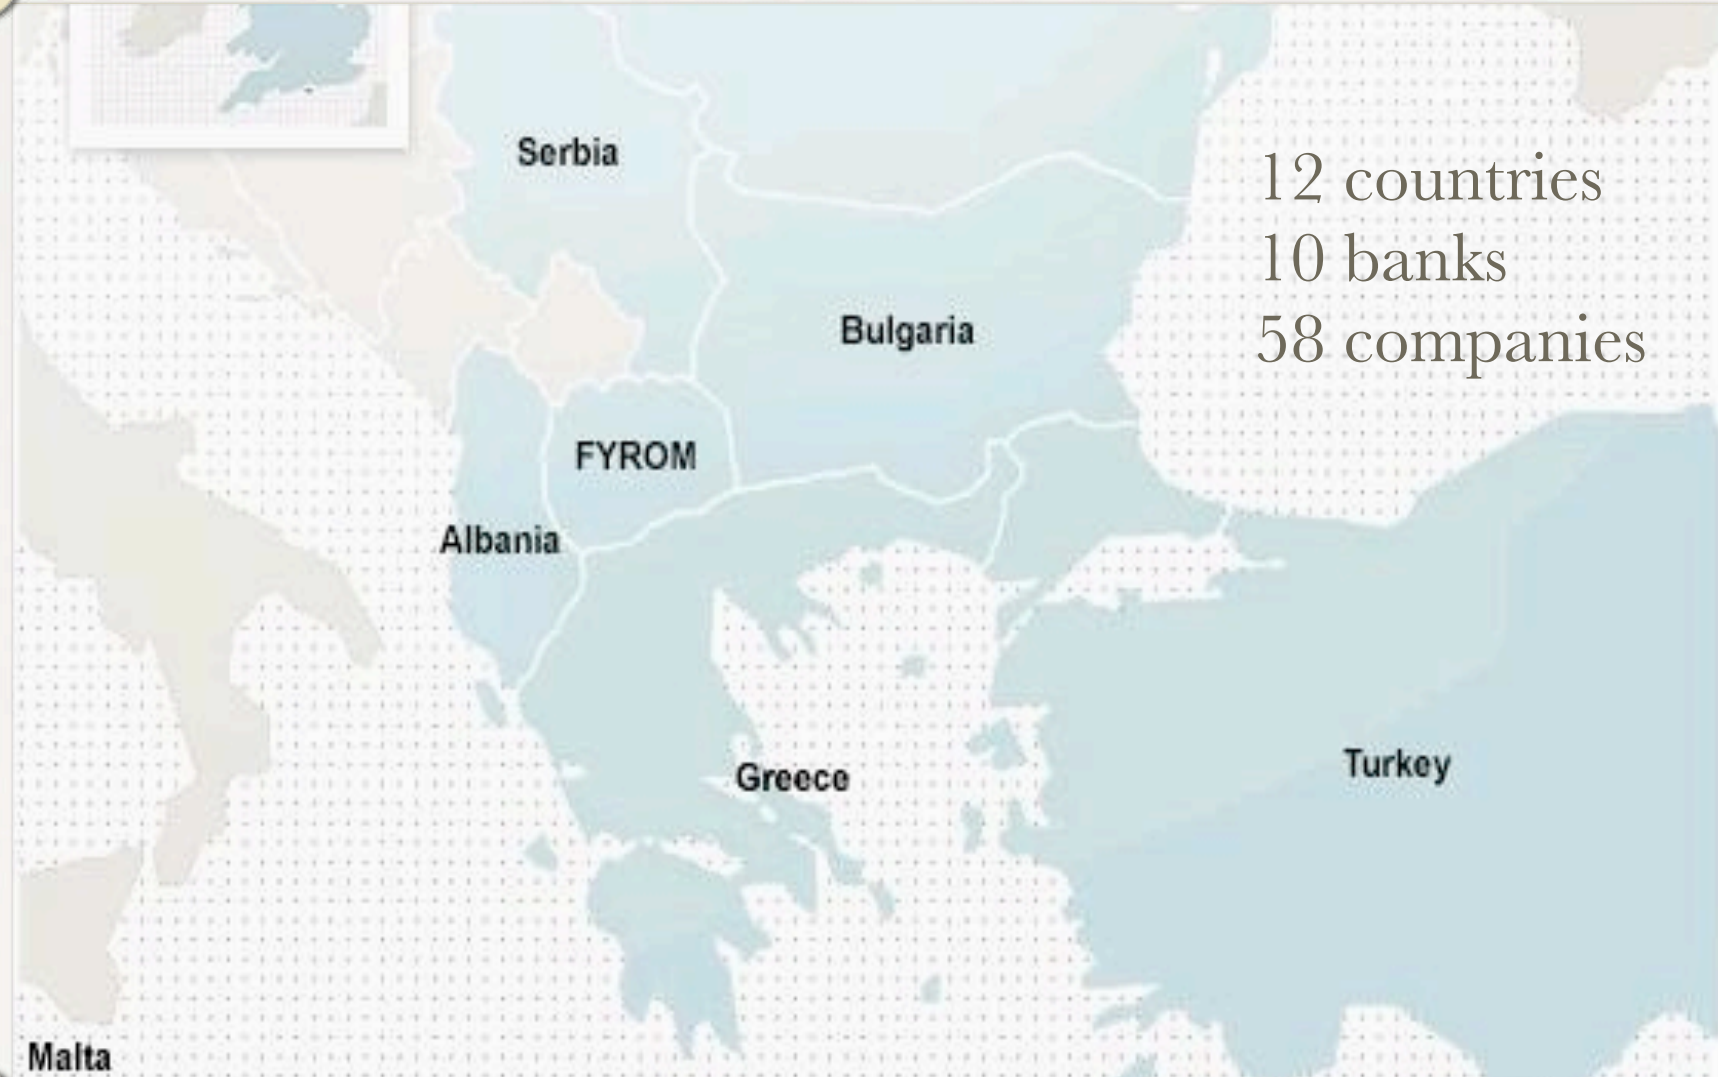 Serbia
12 countries
10 banks
58 companies
Bulgaria
FYROM
Albania
Greece
Turkey
Malta